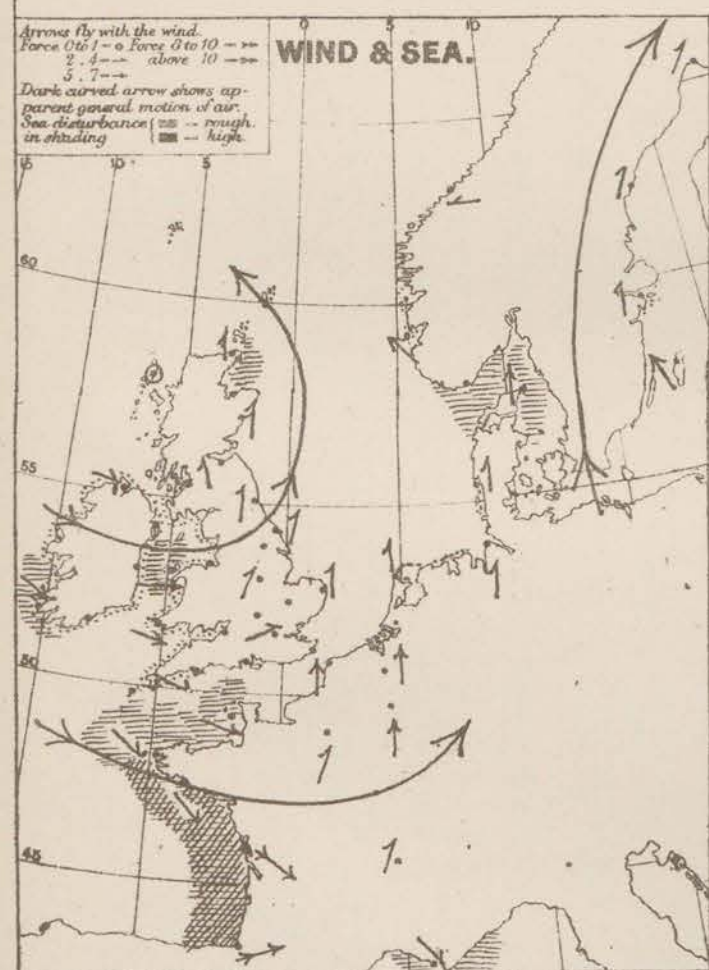 Arrows fly with the wind.
Force 0 to 1 - o Force 8 to 10
2 . 4 above 10
5 . 7
Dark curved arrow shows ap-
parent general motion of air.
Sea disturbance { rough.
in shading { high.
WIND & SEA.
0 5 10
15 10 5
60
55
50
45